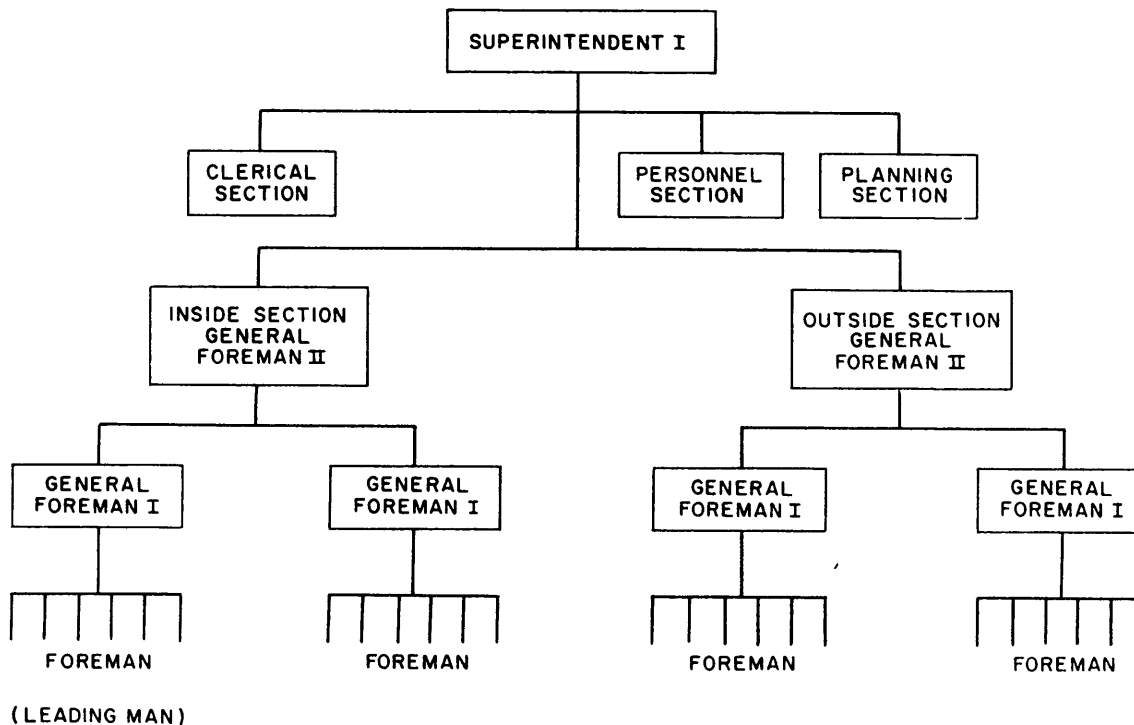 SUPERINTENDENT I
CLERICAL
SECTION
PERSONNEL
SECTION
PLANNING
SECTION
INSIDE SECTION
GENERAL
FOREMAN II
OUTSIDE SECTION
GENERAL
FOREMAN II
GENERAL
FOREMAN I
GENERAL
FOREMAN I
GENERAL
FOREMAN I
GENERAL
FOREMAN I
FOREMAN
FOREMAN
FOREMAN
FOREMAN
(LEADING MAN)